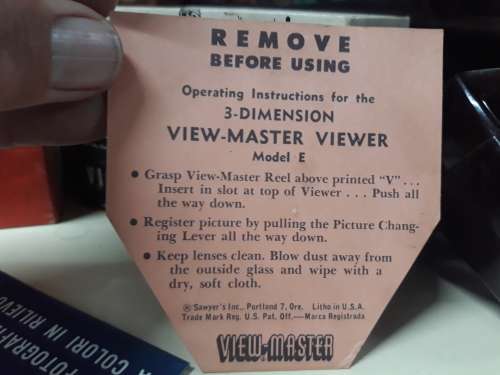 REMOVE
BEFORE USING
Operating Instructions for the
3-DIMENSION
VIEW-MASTER VIEWER
Model E
• Grasp View-Master Reel above printed "V" . . .
Insert in slot at top of Viewer . . . Push all
the way down.
• Register picture by pulling the Picture Chang-
ing Lever all the way down.
• Keep lenses clean. Blow dust away from
the outside glass and wipe with a
dry, soft cloth.
® Sawyer's Inc., Portland 7, Ore. Litho in U.S.A.
Trade Mark Reg. U.S. Pat. Off.—Marca Registrada
VIEW-MASTER
FOTOGRAF
A COLORI IN RILIEVO